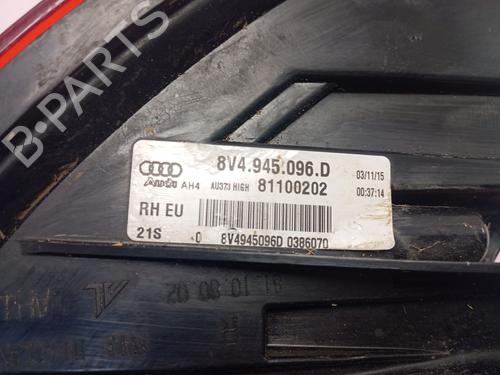 B-Parts
8V4.945.096.D 03/11/15
Audi AH4 AU373 HIGH 81100202 00:37:14
RH EU
21S 0 8V4945096D 0386070